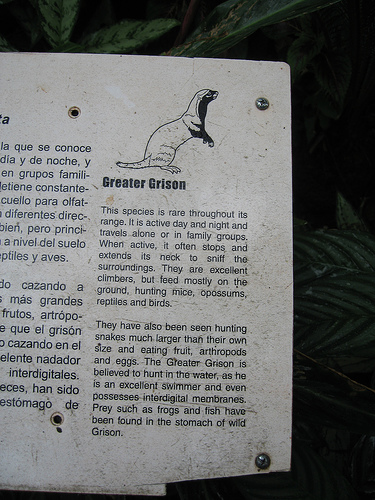 ta
la que se conoce
día y de noche, y
en grupos famili-
detiene constante-
cuello para olfat-
diferentes direc-
bién, pero princi-
a nivel del suelo
eptiles y aves.
do cazando a
s más grandes
frutos, artrópo-
e que el grisón
o cazando en el
elente nadador
interdigitales.
eces, han sido
estómago de
Greater Grison
This species is rare throughout its
range. It is active day and night and
travels alone or in family groups.
When active, it often stops and
extends its neck to sniff the
surroundings. They are excellent
climbers, but feed mostly on the
ground, hunting mice, opossums,
reptiles and birds.
They have also been seen hunting
snakes much larger than their own
size and eating fruit, arthropods
and eggs. The Greater Grison is
believed to hunt in the water, as he
is an excellent swimmer and even
possesses interdigital membranes.
Prey such as frogs and fish have
been found in the stomach of wild
Grison.